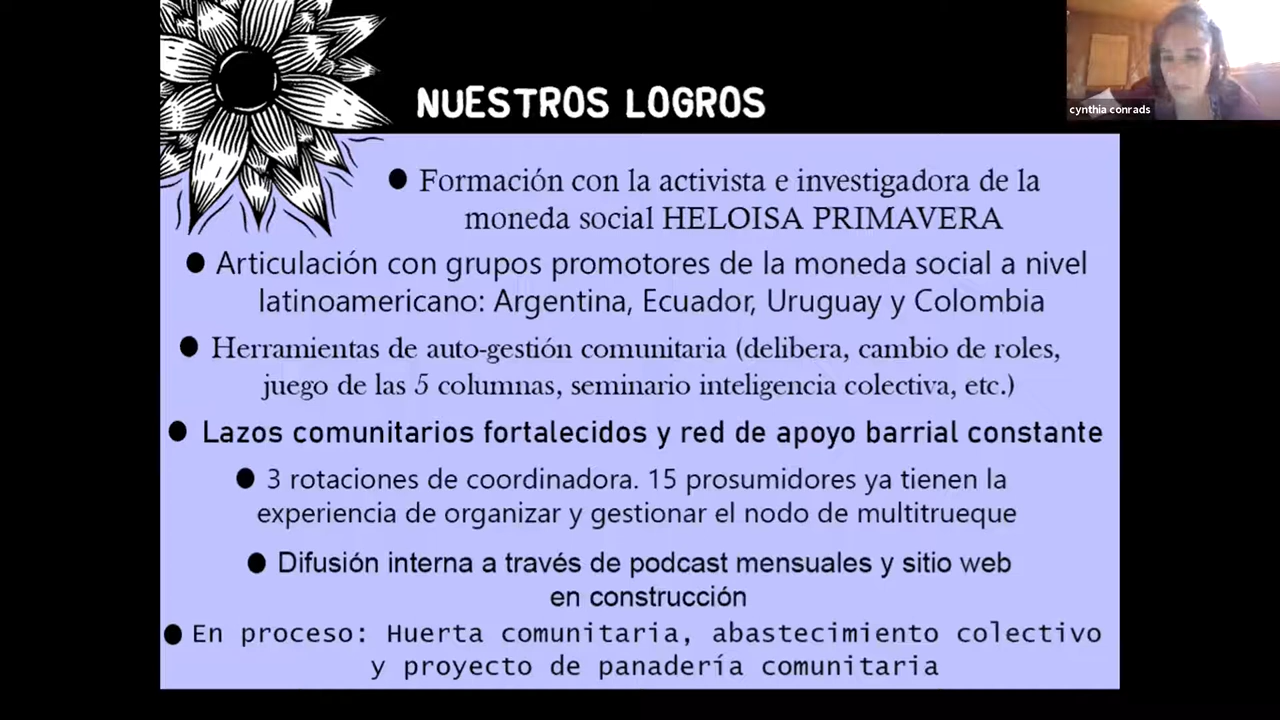 cynthia conrads
NUESTROS LOGROS
● Formación con la activista e investigadora de la
moneda social HELOISA PRIMAVERA
● Articulación con grupos promotores de la moneda social a nivel
latinoamericano: Argentina, Ecuador, Uruguay y Colombia
● Herramientas de auto-gestión comunitaria (delibera, cambio de roles,
juego de las 5 columnas, seminario inteligencia colectiva, etc.)
● Lazos comunitarios fortalecidos y red de apoyo barrial constante
● 3 rotaciones de coordinadora. 15 prosumidores ya tienen la
experiencia de organizar y gestionar el nodo de multitrueque
● Difusión interna a través de podcast mensuales y sitio web
en construcción
● En proceso: Huerta comunitaria, abastecimiento colectivo
y proyecto de panadería comunitaria